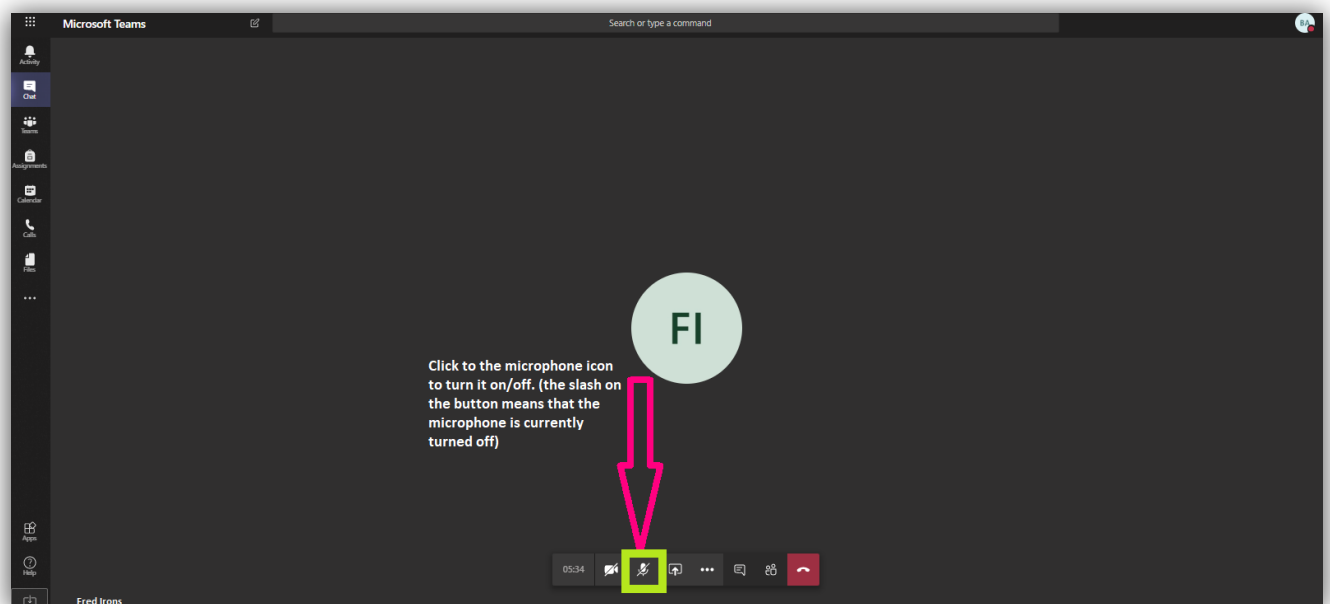 Microsoft Teams
Search or type a command
BA
Activity
Chat
Teams
Assignments
Calendar
Calls
Files
FI
Click to the microphone icon
to turn it on/off. (the slash on
the button means that the
microphone is currently
turned off)
Apps
Help
05:34
Fred Irons